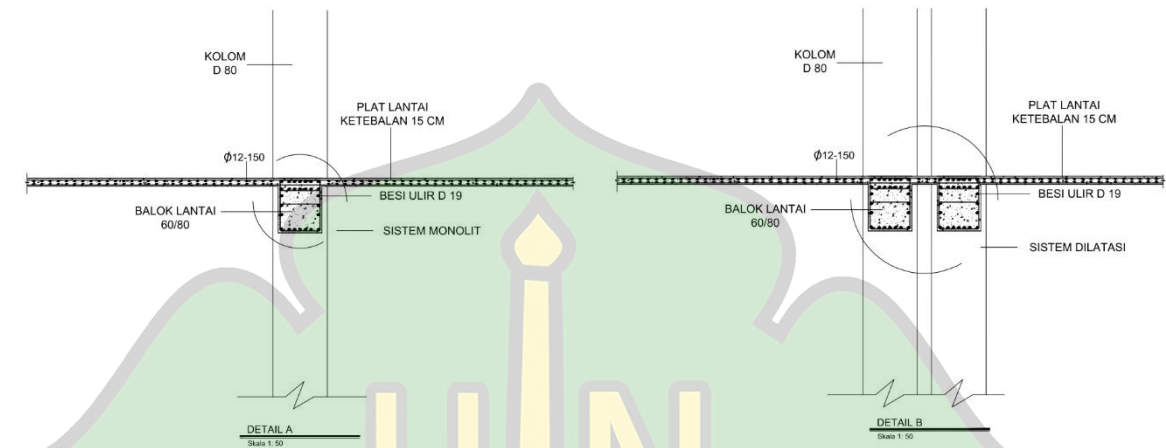 KOLOM
D 80
PLAT LANTAI
KETEBALAN 15 CM
Ø12-150
BESI ULIR D 19
BALOK LANTAI
60/80
SISTEM MONOLIT
DETAIL A
Skala 1: 50
KOLOM
D 80
PLAT LANTAI
KETEBALAN 15 CM
Ø12-150
BESI ULIR D 19
BALOK LANTAI
60/80
SISTEM DILATASI
DETAIL B
Skala 1: 50
UIN